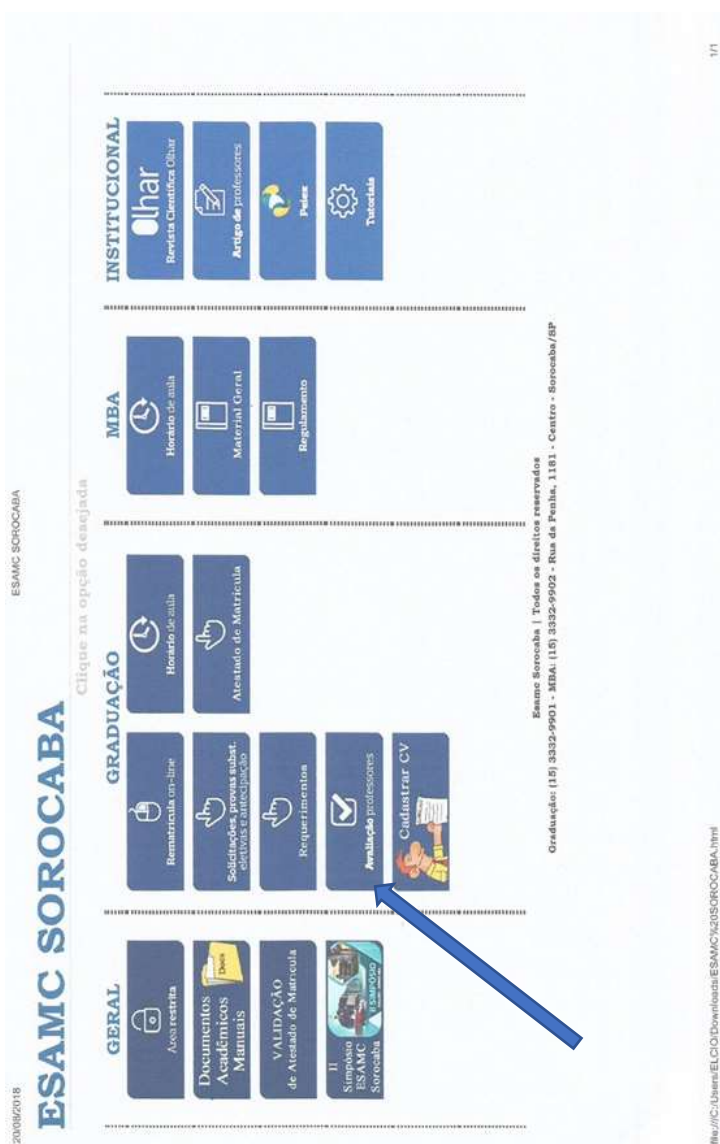 20/08/2018
ESAMC SOROCABA
ESAMC SOROCABA
Clique na opção desejada
GERAL
Área restrita
Documentos
Acadêmicos
Manuais
Docs
VALIDAÇÃO
de Atestado de Matrícula
II
Simpósio
ESAMC
Sorocaba
II SIMPÓSIO
GRADUAÇÃO
Rematrícula on-line
Horário de aula
Solicitações, provas subst.
eletivas e antecipação
Atestado de Matrícula
Requerimentos
Avaliação professores
Cadastrar CV
MBA
Horário de aula
Material Geral
Regulamento
INSTITUCIONAL
Olhar
Revista Científica Olhar
Artigo de professores
Peiex
Tutoriais
Esamc Sorocaba | Todos os direitos reservados
Graduação: (15) 3332-9901 - MBA: (15) 3332-9902 - Rua da Penha, 1181 - Centro - Sorocaba/SP
file:///C:/Users/ELCIO/Downloads/ESAMC%20SOROCABA.html
1/1